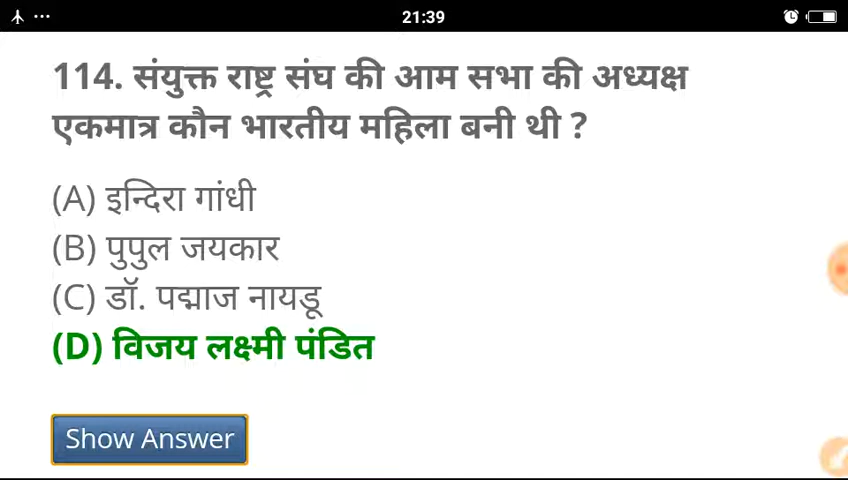 21:39
114. संयुक्त राष्ट्र संघ की आम सभा की अध्यक्ष
एकमात्र कौन भारतीय महिला बनी थी ?
(A) इन्दिरा गांधी
(B) पुपुल जयकार
(C) डॉ. पद्माज नायडू
(D) विजय लक्ष्मी पंडित
Show Answer